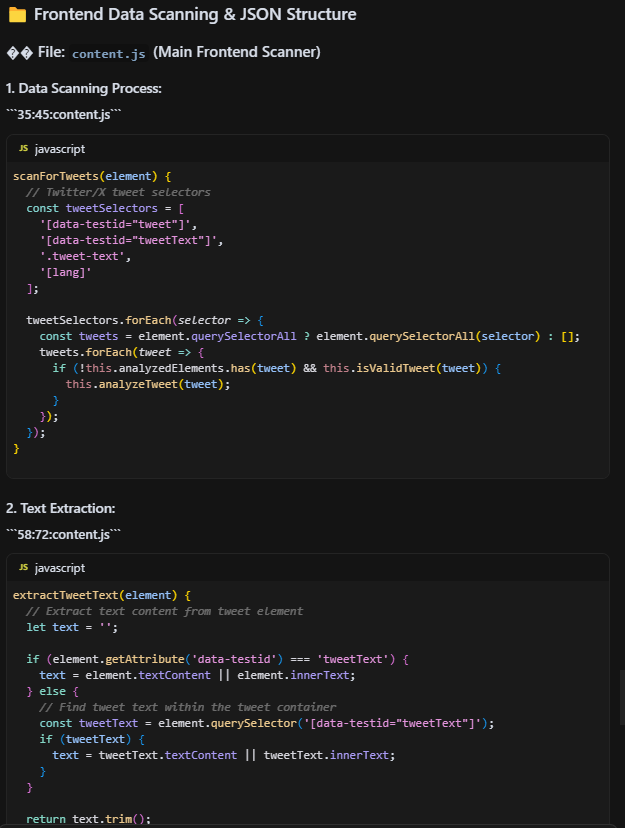 📁 Frontend Data Scanning & JSON Structure
�� File: content.js (Main Frontend Scanner)
1. Data Scanning Process:
```35:45:content.js```
JS javascript
scanForTweets(element) {
  // Twitter/X tweet selectors
  const tweetSelectors = [
    '[data-testid="tweet"]',
    '[data-testid="tweetText"]',
    '.tweet-text',
    '[lang]'
  ];

  tweetSelectors.forEach(selector => {
    const tweets = element.querySelectorAll ? element.querySelectorAll(selector) : [];
    tweets.forEach(tweet => {
      if (!this.analyzedElements.has(tweet) && this.isValidTweet(tweet)) {
        this.analyzeTweet(tweet);
      }
    });
  });
}
2. Text Extraction:
```58:72:content.js```
JS javascript
extractTweetText(element) {
  // Extract text content from tweet element
  let text = '';

  if (element.getAttribute('data-testid') === 'tweetText') {
    text = element.textContent || element.innerText;
  } else {
    // Find tweet text within the tweet container
    const tweetText = element.querySelector('[data-testid="tweetText"]');
    if (tweetText) {
      text = tweetText.textContent || tweetText.innerText;
    }
  }

  return text.trim();